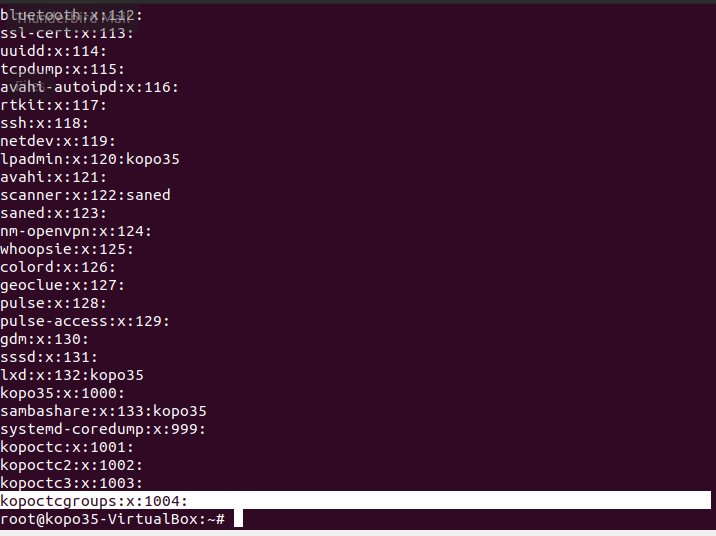 bluetooth:x:112:
Thunderbird Mail
ssl-cert:x:113:
uuidd:x:114:
tcpdump:x:115:
Files
avahi-autoipd:x:116:
rtkit:x:117:
ssh:x:118:
netdev:x:119:
lpadmin:x:120:kopo35
avahi:x:121:
scanner:x:122:saned
saned:x:123:
nm-openvpn:x:124:
whoopsie:x:125:
colord:x:126:
geoclue:x:127:
pulse:x:128:
pulse-access:x:129:
gdm:x:130:
sssd:x:131:
lxd:x:132:kopo35
kopo35:x:1000:
sambashare:x:133:kopo35
systemd-coredump:x:999:
kopoctc:x:1001:
kopoctc2:x:1002:
kopoctc3:x:1003:
kopoctcgroups:x:1004:
root@kopo35-VirtualBox:~#